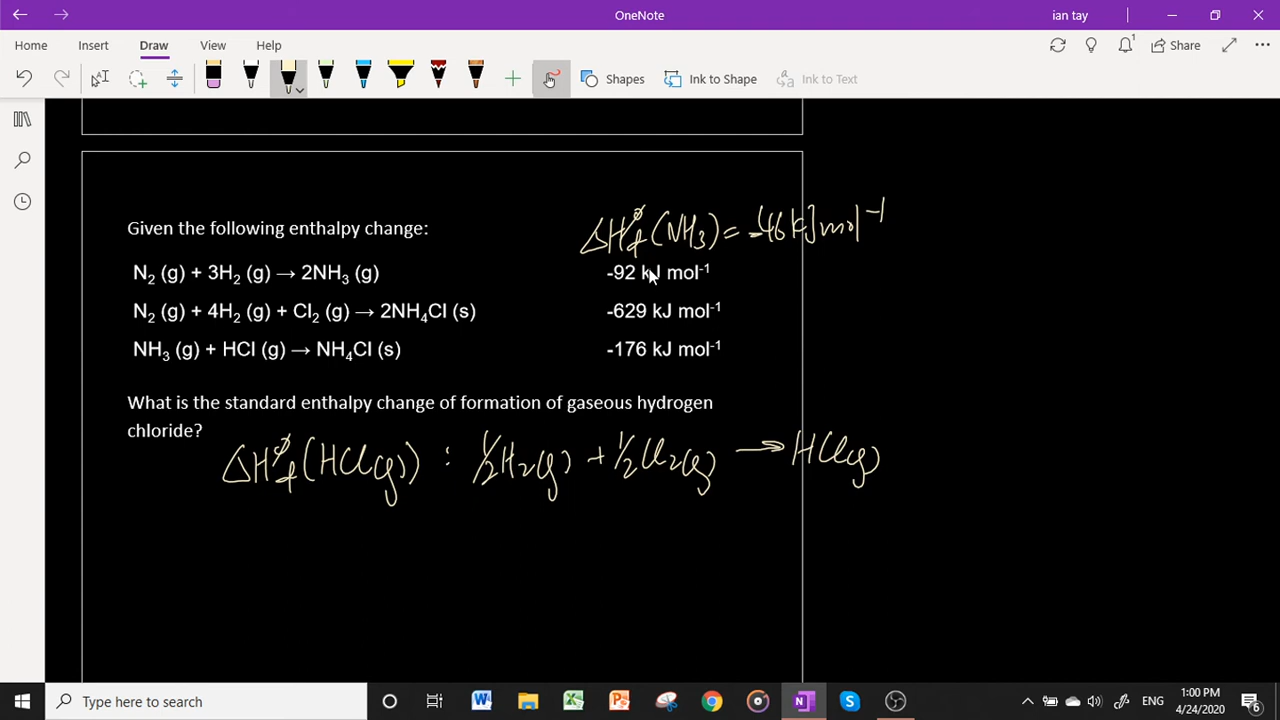 OneNote
ian tay
Home Insert Draw View Help
Share
Shapes Ink to Shape Ink to Text
Given the following enthalpy change:
ΔH°f (NH₃) = -46 kJ mol⁻¹
N₂ (g) + 3H₂ (g) → 2NH₃ (g) -92 kJ mol⁻¹
N₂ (g) + 4H₂ (g) + Cl₂ (g) → 2NH₄Cl (s) -629 kJ mol⁻¹
NH₃ (g) + HCl (g) → NH₄Cl (s) -176 kJ mol⁻¹
What is the standard enthalpy change of formation of gaseous hydrogen
chloride?
ΔH°f (HCl(g)) : ½H₂(g) + ½Cl₂(g) → HCl(g)
Type here to search
ENG
1:00 PM
4/24/2020
6